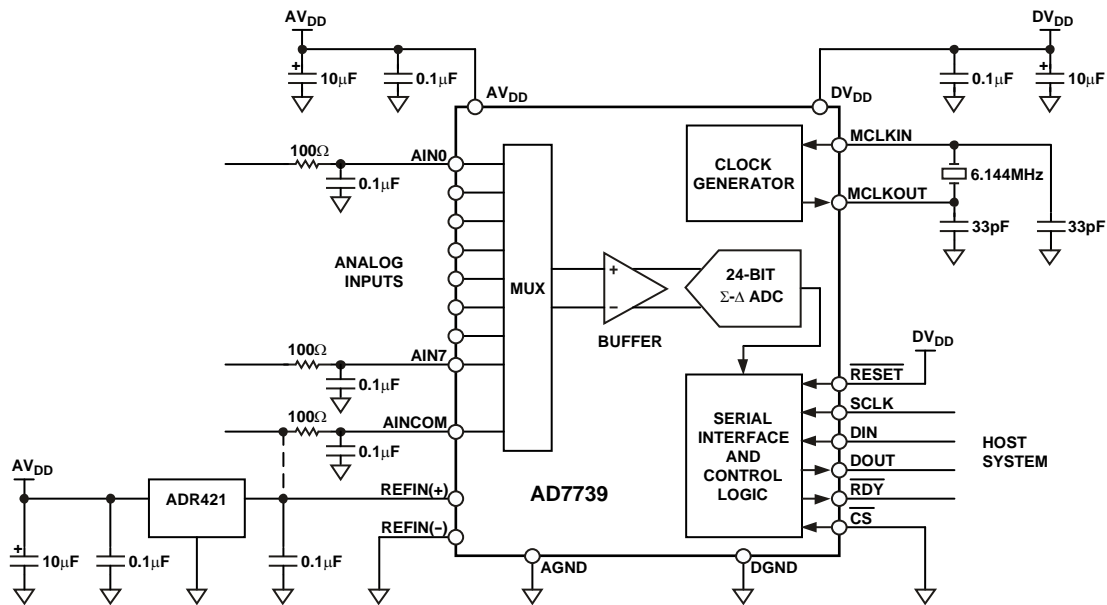 AVDD
DVDD
10μF
0.1μF
0.1μF
10μF
AVDD
DVDD
100Ω
AIN0
0.1μF
CLOCK
GENERATOR
MCLKIN
6.144MHz
MCLKOUT
33pF
33pF
ANALOG
INPUTS
MUX
+
−
BUFFER
24-BIT
Σ-Δ ADC
100Ω
AIN7
0.1μF
DVDD
RESET
SCLK
DIN
DOUT
RDY
CS
HOST
SYSTEM
SERIAL
INTERFACE
AND
CONTROL
LOGIC
100Ω
AINCOM
0.1μF
AVDD
ADR421
REFIN(+)
REFIN(−)
AD7739
+
10μF
0.1μF
0.1μF
AGND
DGND